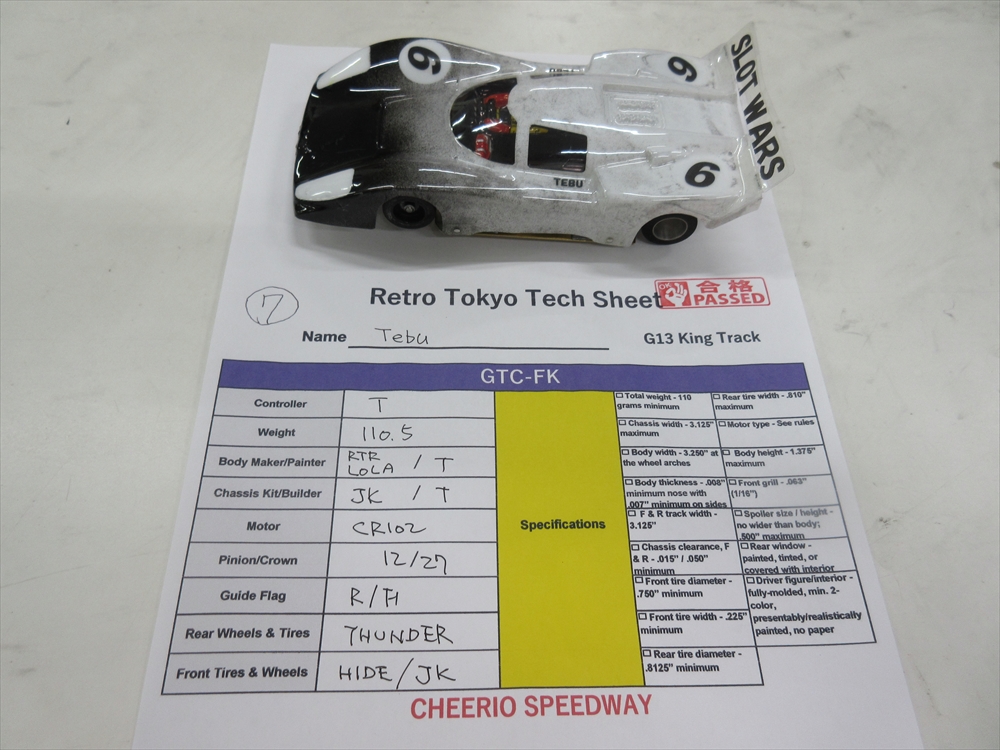 6
6
SLOT WARS
6
TEBU
7
Retro Tokyo Tech Sheet
OK!! 合格
PASSED
Name Tebu
G13 King Track
GTC-FK
Controller T
Weight 110.5
Body Maker/Painter RTR LOLA / T
Chassis Kit/Builder JK / T
Motor CR102
Pinion/Crown 12/27
Guide Flag R/H
Rear Wheels & Tires THUNDER
Front Tires & Wheels HIDE/JK
Specifications
Total weight - 110
grams minimum
Rear tire width - .810"
maximum
Chassis width - 3.125"
maximum
Motor type - See rules
Body width - 3.250" at
the wheel arches
Body height - 1.375"
maximum
Body thickness - .008"
minimum nose with
.007" minimum on sides
Front grill - .063"
(1/16")
F & R track width -
3.125"
Spoiler size / height -
no wider than body;
.500" maximum
Chassis clearance, F
& R - .015" / .050"
minimum
Rear window -
painted, tinted, or
covered with interior
Front tire diameter -
.750" minimum
Driver figure/interior -
fully-molded, min. 2-
color,
presentably/realistically
painted, no paper
Front tire width - .225"
minimum
Rear tire diameter -
.8125" minimum
CHEERIO SPEEDWAY